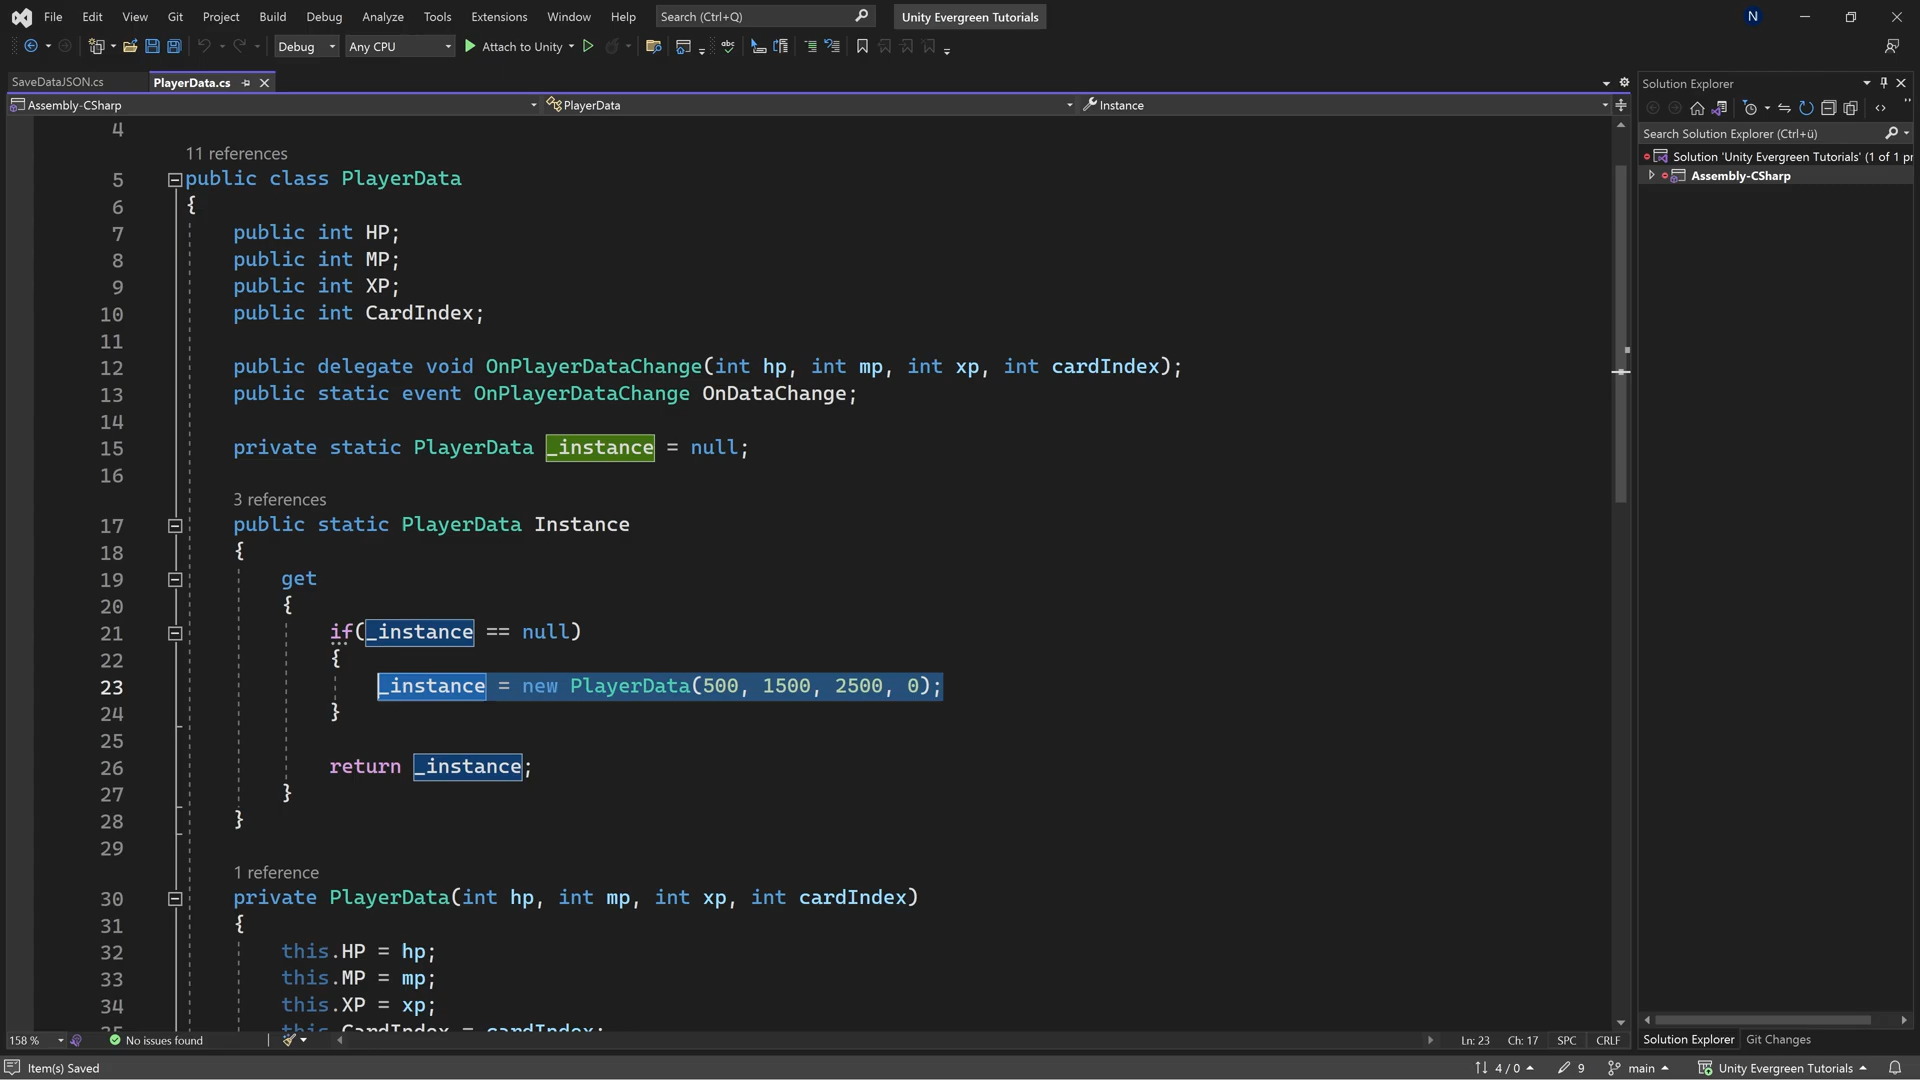 File Edit View Git Project Build Debug Analyze Tools Extensions Window Help Search (Ctrl+Q) Unity Evergreen Tutorials N
Debug Any CPU Attach to Unity
SaveDataJSON.cs PlayerData.cs
Assembly-CSharp PlayerData Instance
4
11 references
5 public class PlayerData
6 {
7 public int HP;
8 public int MP;
9 public int XP;
10 public int CardIndex;
11
12 public delegate void OnPlayerDataChange(int hp, int mp, int xp, int cardIndex);
13 public static event OnPlayerDataChange OnDataChange;
14
15 private static PlayerData _instance = null;
16
3 references
17 public static PlayerData Instance
18 {
19 get
20 {
21 if(_instance == null)
22 {
23 _instance = new PlayerData(500, 1500, 2500, 0);
24 }
25
26 return _instance;
27 }
28 }
29
1 reference
30 private PlayerData(int hp, int mp, int xp, int cardIndex)
31 {
32 this.HP = hp;
33 this.MP = mp;
34 this.XP = xp;
35 this.CardIndex = cardIndex;
158 % No issues found Ln: 23 Ch: 17 SPC CRLF
Solution Explorer
Search Solution Explorer (Ctrl+ü)
Solution 'Unity Evergreen Tutorials' (1 of 1 pr
Assembly-CSharp
Solution Explorer Git Changes
Item(s) Saved 4 / 0 9 main Unity Evergreen Tutorials